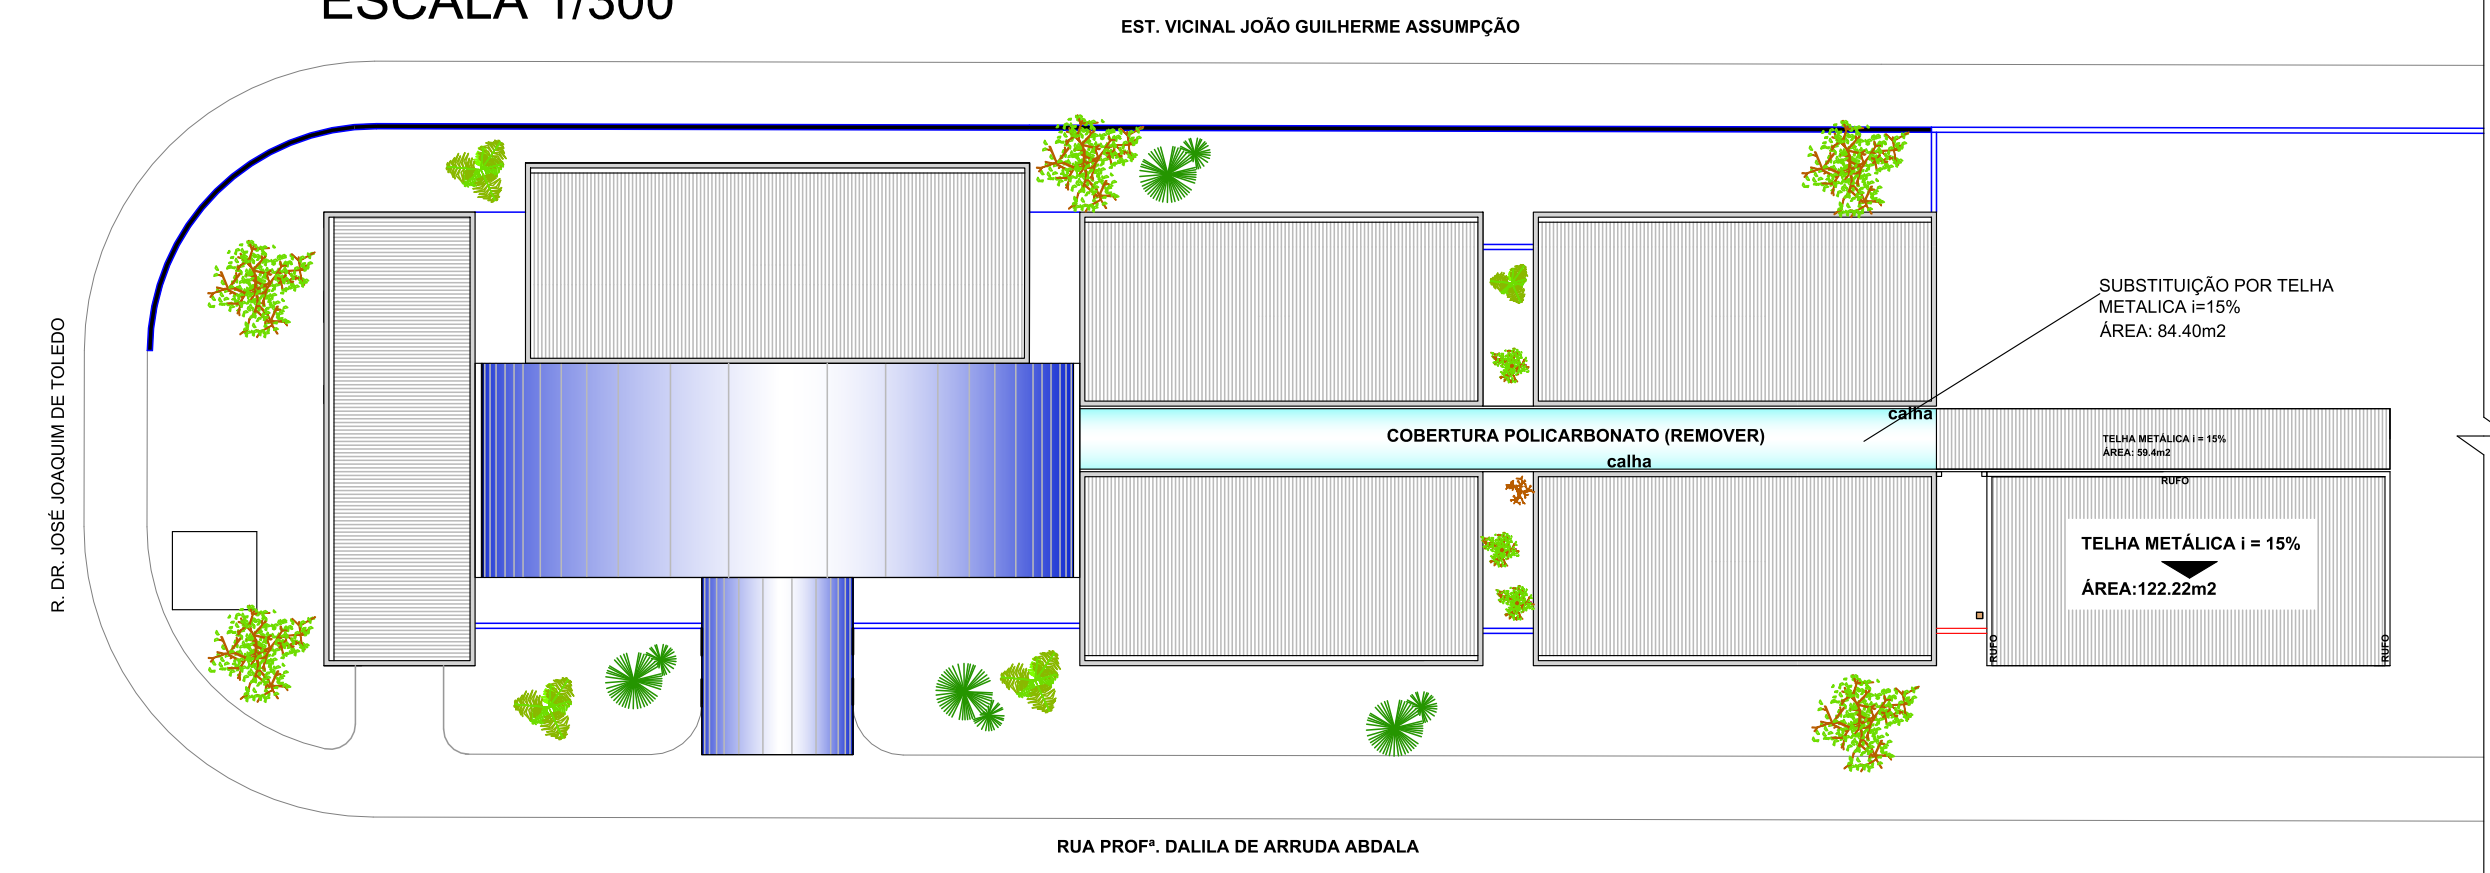 ESCALA 1/300
EST. VICINAL JOÃO GUILHERME ASSUMPÇÃO
R. DR. JOSÉ JOAQUIM DE TOLEDO
SUBSTITUIÇÃO POR TELHA
METALICA i=15%
ÁREA: 84.40m2
calha
COBERTURA POLICARBONATO (REMOVER)
calha
TELHA METÁLICA i = 15%
ÁREA: 59.4m2
RUFO
TELHA METÁLICA i = 15%
ÁREA:122.22m2
RUFO
RUFO
RUA PROFª. DALILA DE ARRUDA ABDALA